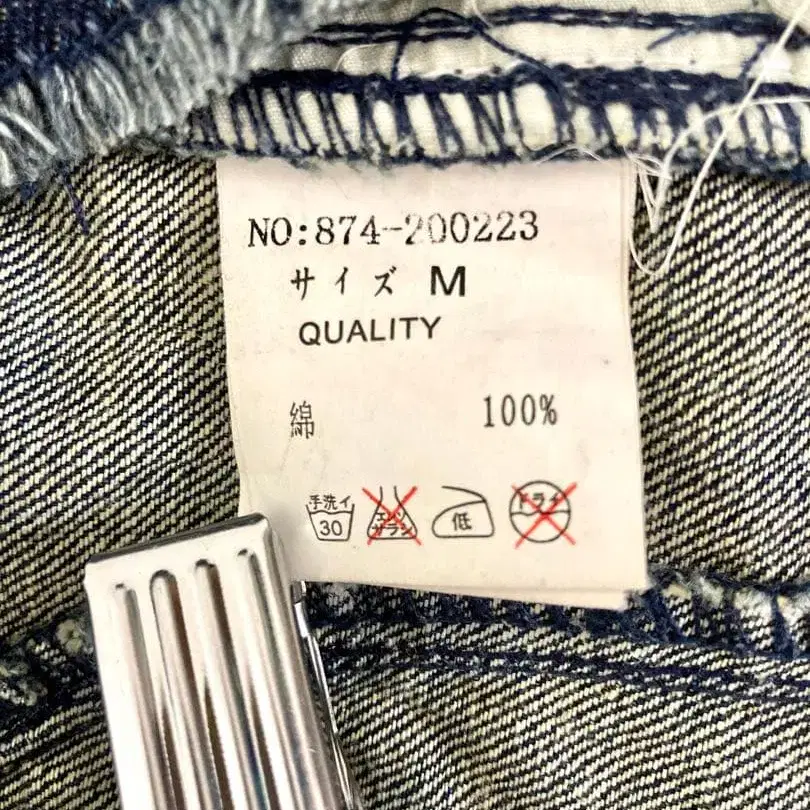 NO:874-200223
サイズ M
QUALITY
綿 100%
手洗イ 30
エンソサラシ
低
ドライ